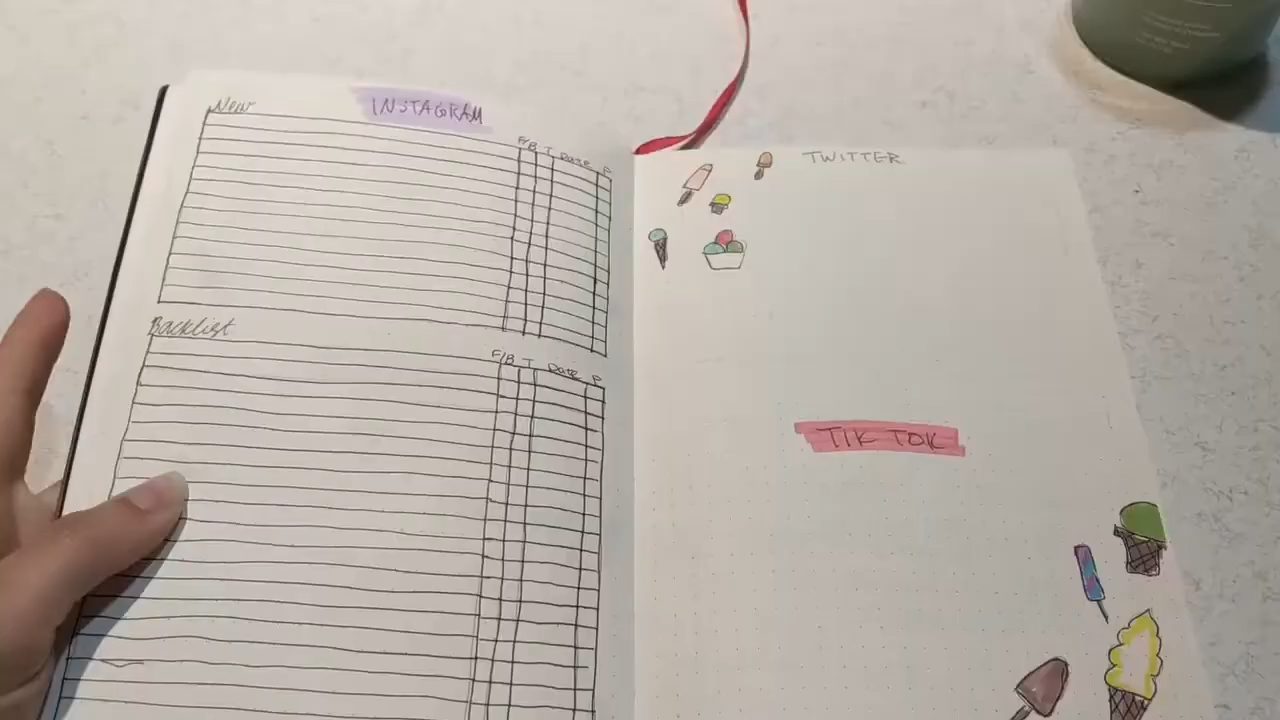 INSTAGRAM
New
F/B T Date P
Backlist
F/B T Date P
TWITTER
TIK TOK